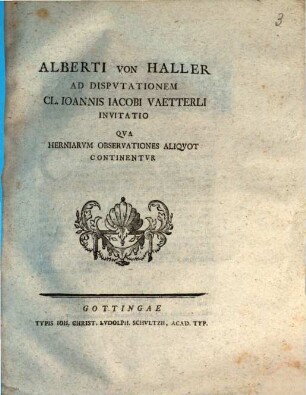 3
ALBERTI VON HALLER
AD DISPVTATIONEM
CL. IOANNIS IACOBI VAETTERLI
INVITATIO
QVA
HERNIARVM OBSERVATIONES ALIQVOT
CONTINENTVR
GOTTINGAE
TYPIS IOH. CHRIST. LVDOLPH. SCHVLTZII, ACAD. TYP.